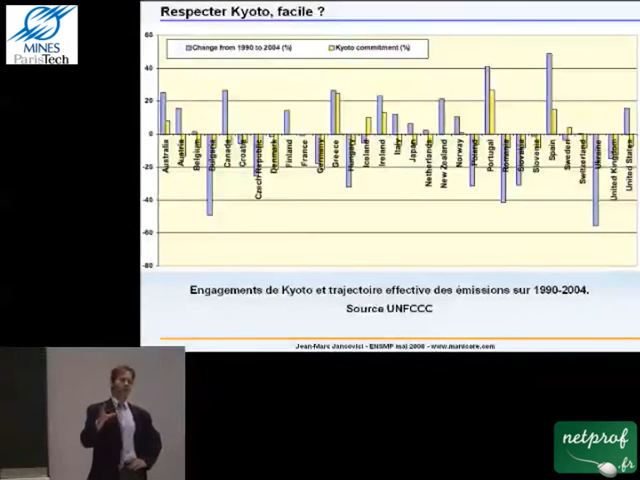 MINES
ParisTech
Respecter Kyoto, facile ?
Change from 1990 to 2004 (%)
Kyoto commitment (%)
60
40
20
0
-20
-40
-60
-80
Australia
Austria
Belgium
Bulgaria
Canada
Croatia
Czech Republic
Denmark
Finland
France
Germany
Greece
Hungary
Iceland
Ireland
Italy
Japan
Netherlands
New Zealand
Norway
Poland
Portugal
Romania
Slovakia
Slovenia
Spain
Sweden
Switzerland
Ukraine
United Kingdom
United States
Engagements de Kyoto et trajectoire effective des émissions sur 1990-2004.
Source UNFCCC
Jean-Marc Jancovici - ENSMP mai 2008 - www.manicore.com
netprof
.fr